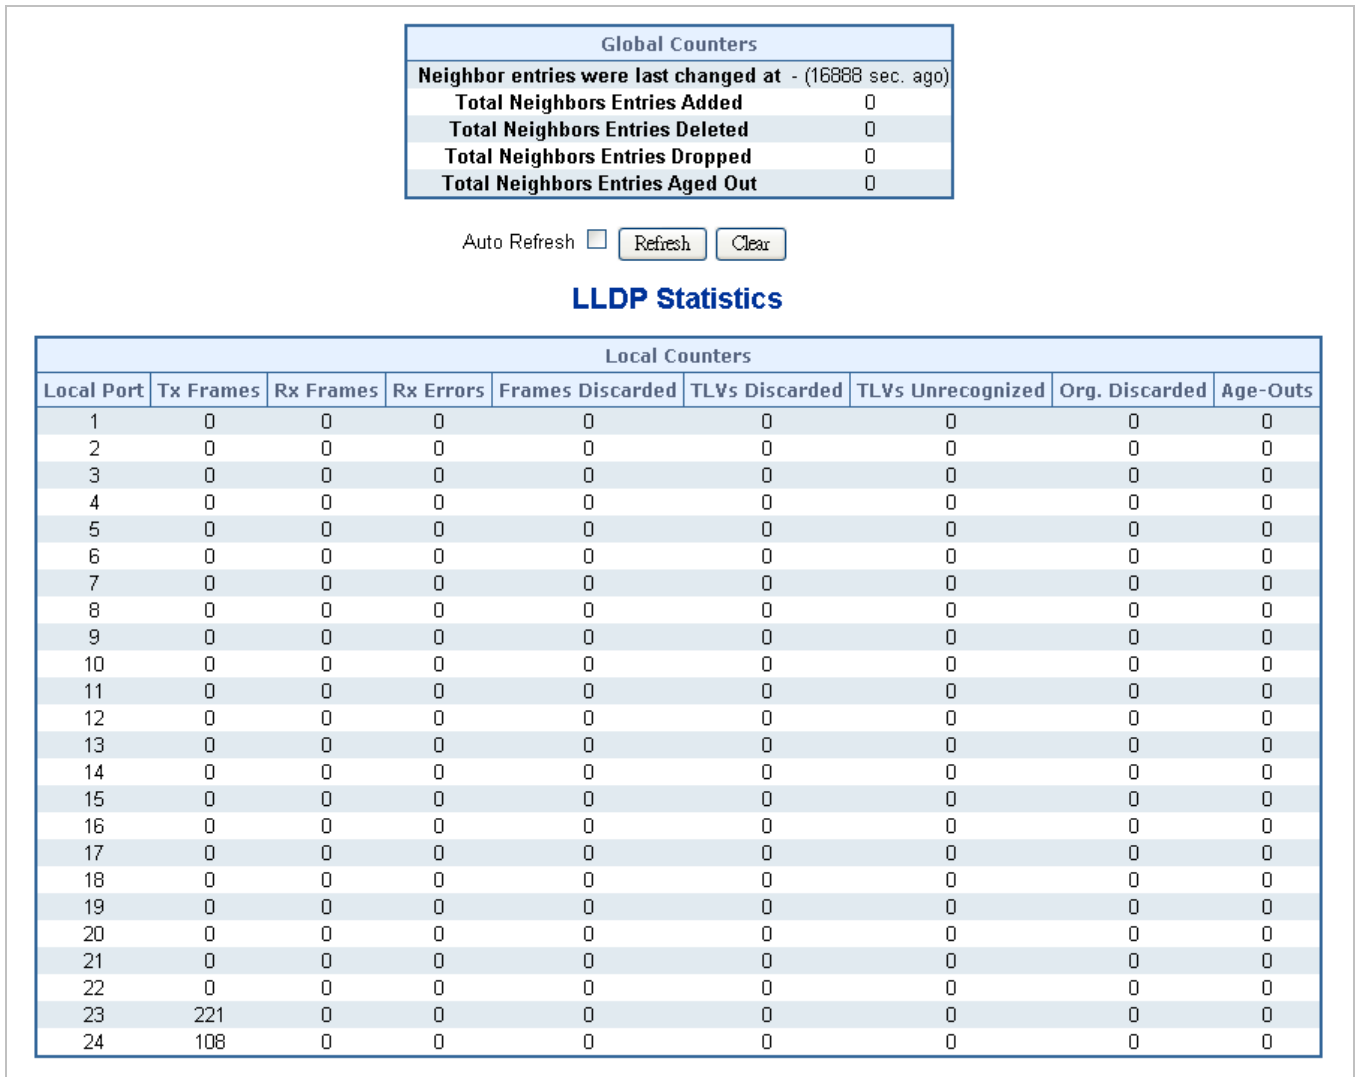 Global Counters
Neighbor entries were last changed at - (16888 sec. ago)
Total Neighbors Entries Added 0
Total Neighbors Entries Deleted 0
Total Neighbors Entries Dropped 0
Total Neighbors Entries Aged Out 0
Auto Refresh Refresh Clear
LLDP Statistics
Local Counters
Local Port Tx Frames Rx Frames Rx Errors Frames Discarded TLVs Discarded TLVs Unrecognized Org. Discarded Age-Outs
1 0 0 0 0 0 0 0 0
2 0 0 0 0 0 0 0 0
3 0 0 0 0 0 0 0 0
4 0 0 0 0 0 0 0 0
5 0 0 0 0 0 0 0 0
6 0 0 0 0 0 0 0 0
7 0 0 0 0 0 0 0 0
8 0 0 0 0 0 0 0 0
9 0 0 0 0 0 0 0 0
10 0 0 0 0 0 0 0 0
11 0 0 0 0 0 0 0 0
12 0 0 0 0 0 0 0 0
13 0 0 0 0 0 0 0 0
14 0 0 0 0 0 0 0 0
15 0 0 0 0 0 0 0 0
16 0 0 0 0 0 0 0 0
17 0 0 0 0 0 0 0 0
18 0 0 0 0 0 0 0 0
19 0 0 0 0 0 0 0 0
20 0 0 0 0 0 0 0 0
21 0 0 0 0 0 0 0 0
22 0 0 0 0 0 0 0 0
23 221 0 0 0 0 0 0 0
24 108 0 0 0 0 0 0 0